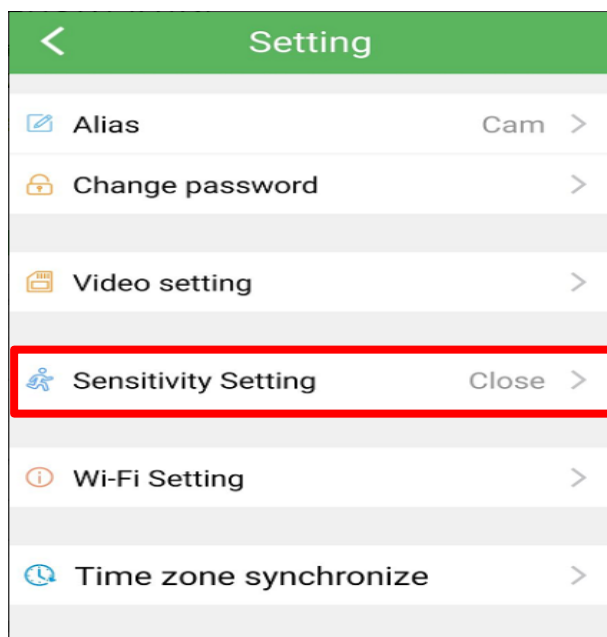 Setting
Alias Cam
Change password
Video setting
Sensitivity Setting Close
Wi-Fi Setting
Time zone synchronize